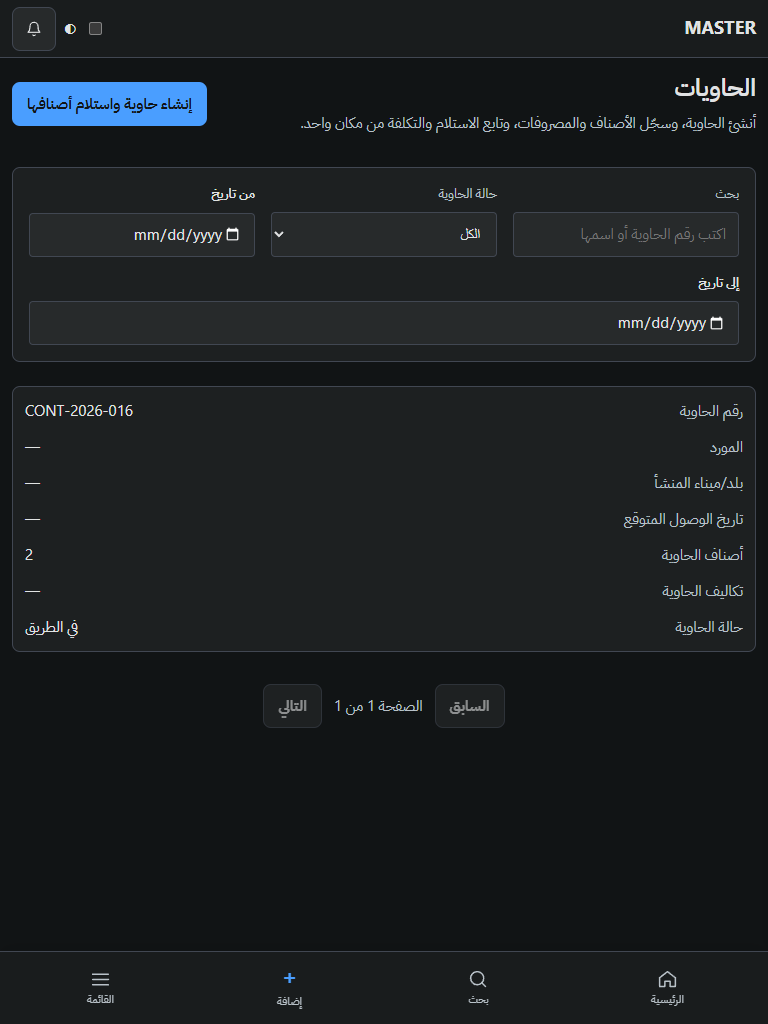 MASTER
الحاويات
أنشئ الحاوية، وسجّل الأصناف والمصروفات، وتابع الاستلام والتكلفة من مكان واحد.
إنشاء حاوية واستلام أصنافها
بحث
اكتب رقم الحاوية أو اسمها
حالة الحاوية
الكل
من تاريخ
mm/dd/yyyy
إلى تاريخ
mm/dd/yyyy
رقم الحاوية CONT-2026-016
المورد —
بلد/ميناء المنشأ —
تاريخ الوصول المتوقع —
أصناف الحاوية 2
تكاليف الحاوية —
حالة الحاوية في الطريق
السابق الصفحة 1 من 1 التالي
الرئيسية بحث إضافة القائمة